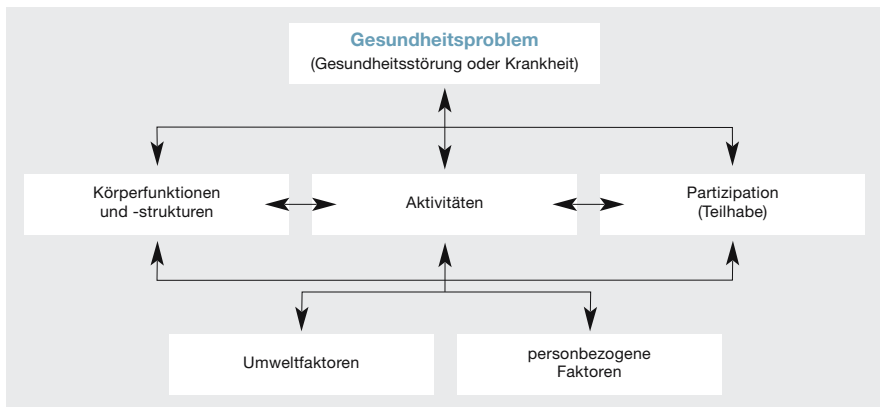 Gesundheitsproblem
(Gesundheitsstörung oder Krankheit)
Körperfunktionen
und -strukturen
Aktivitäten
Partizipation
(Teilhabe)
Umweltfaktoren
personbezogene
Faktoren